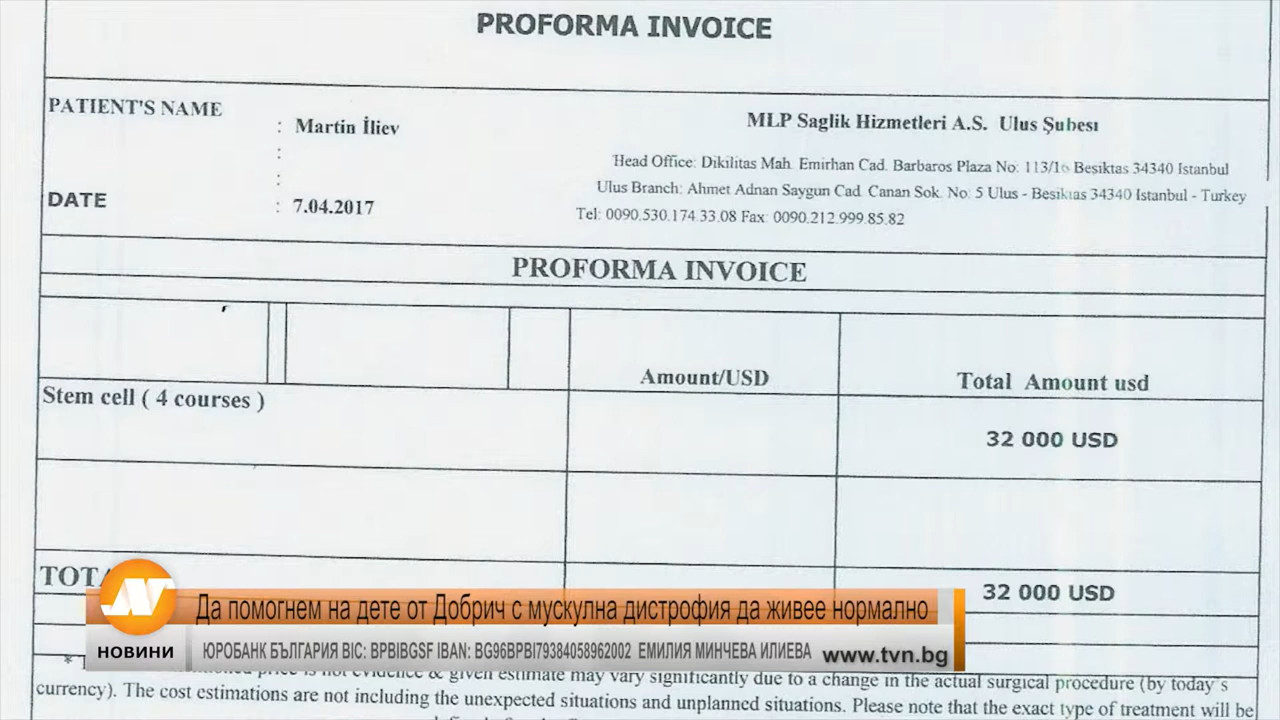 PROFORMA INVOICE
PATIENT'S NAME
: Martin İliev
:
:
DATE
: 7.04.2017
MLP Saglik Hizmetleri A.S. Ulus Şubesı
Head Office: Dikilitas Mah. Emirhan Cad. Barbaros Plaza No: 113/16 Beşiktas 34340 Istanbul
Ulus Branch: Ahmet Adnan Saygun Cad. Canan Sok. No: 5 Ulus - Beşiktas 34340 Istanbul - Turkey
Tel: 0090.530.174.33.08 Fax: 0090.212.999.85.82
PROFORMA INVOICE
Amount/USD
Total Amount usd
Stem cell ( 4 courses )
32 000 USD
32 000 USD
Да помогнем на дете от Добрич с мускулна дистрофия да живее нормално
НОВИНИ
ЮРОБАНК БЪЛГАРИЯ BIC: BPBIBGSF IBAN: BG96BPBI79384058962002 ЕМИЛИЯ МИНЧЕВА ИЛИЕВА
www.tvn.bg
price is not evidence & given estimate may vary significantly due to a change in the actual surgical procedure (by today's
currency). The cost estimations are not including the unexpected situations and unplanned situations. Please note that the exact type of treatment will be